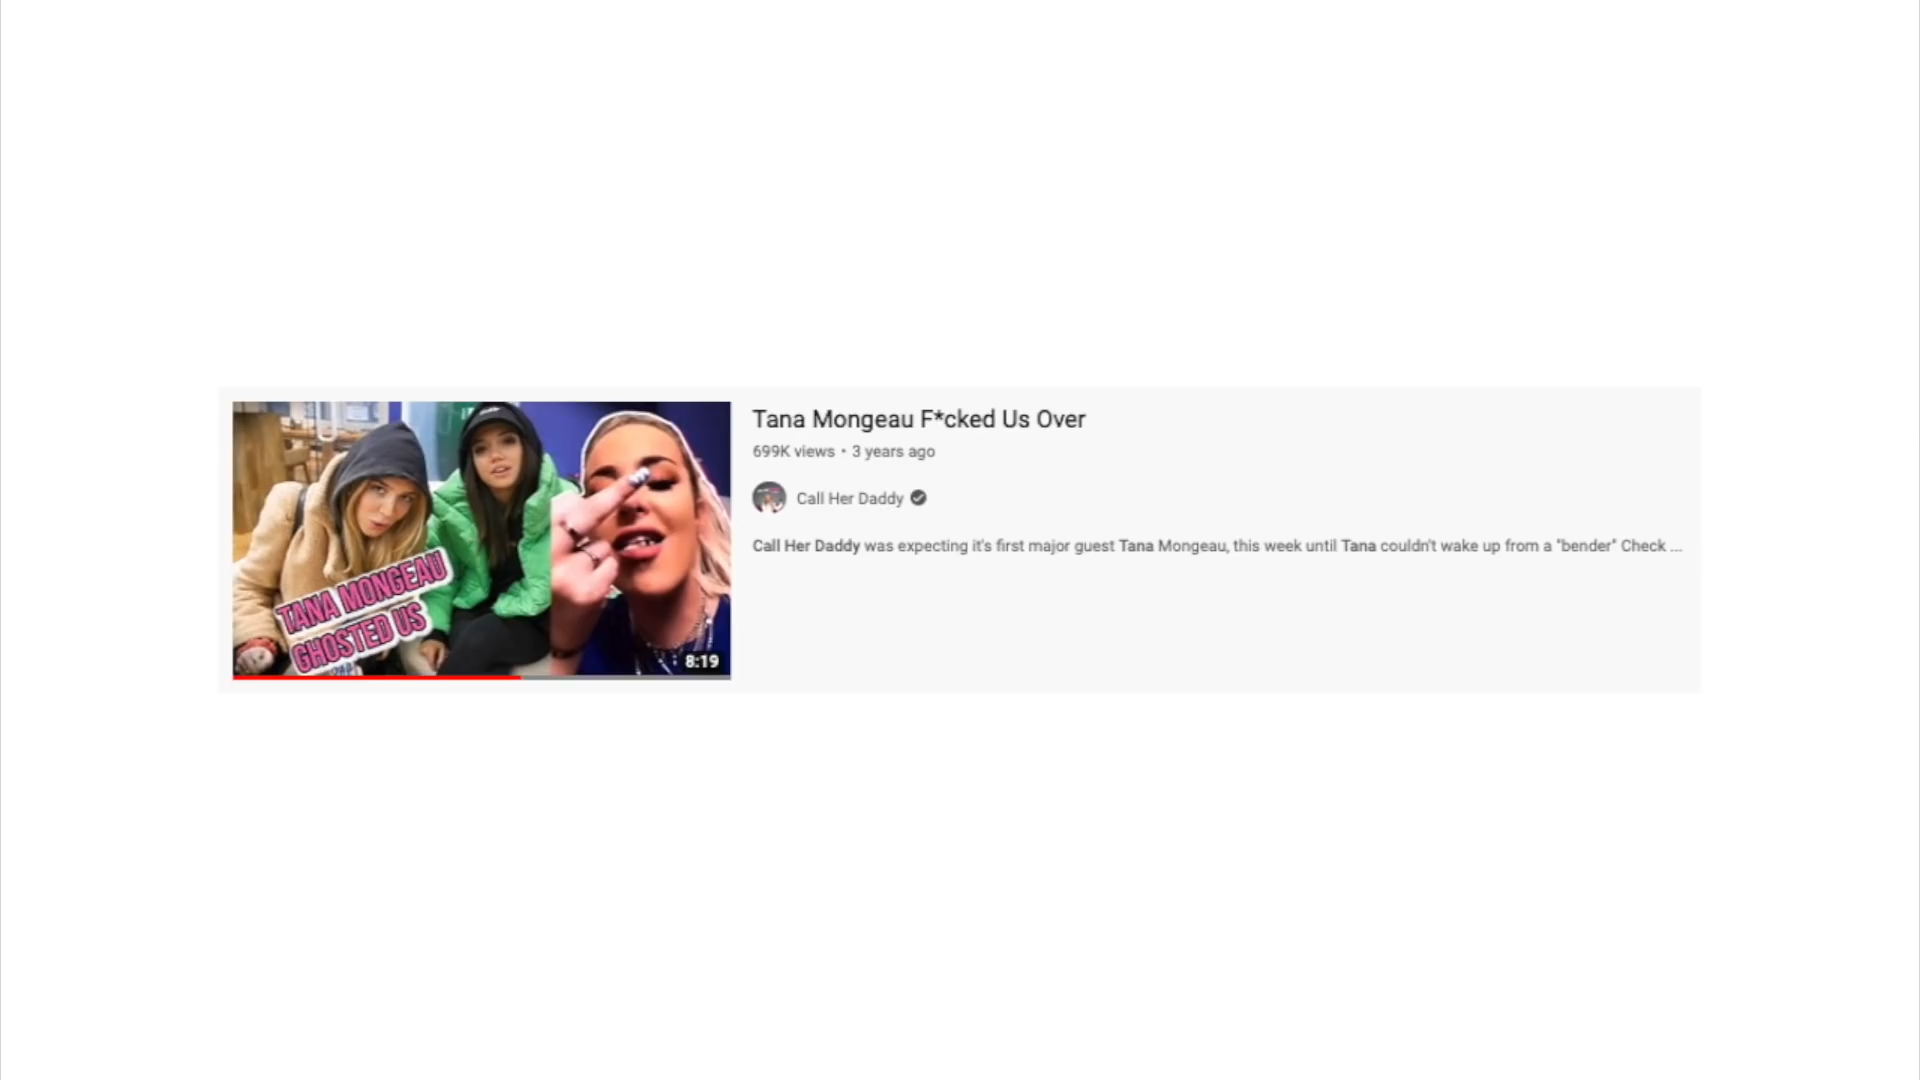 TANA MONGEAU
GHOSTED US
8:19
Tana Mongeau F*cked Us Over
699K views • 3 years ago
Call Her Daddy
Call Her Daddy was expecting it's first major guest Tana Mongeau, this week until Tana couldn't wake up from a "bender" Check ...